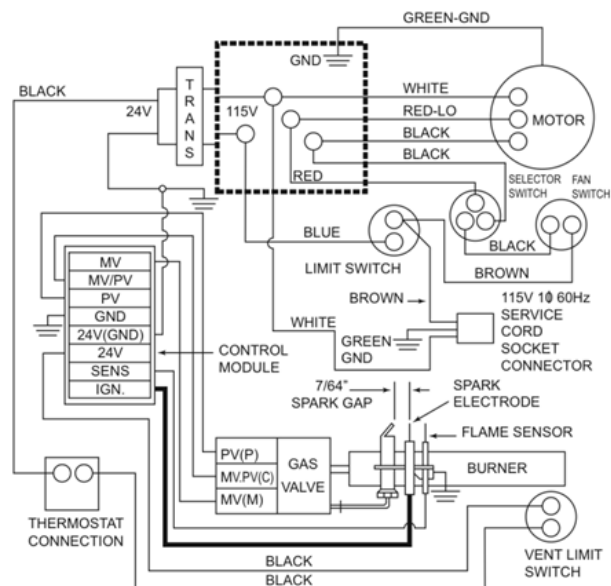 GREEN-GND
GND
BLACK
24V
TRANS
115V
WHITE
RED-LO
BLACK
MOTOR
BLACK
RED
SELECTOR
SWITCH
FAN
SWITCH
BLUE
LIMIT SWITCH
BLACK
BROWN
BROWN
115V 1ϕ 60Hz
SERVICE
CORD
SOCKET
CONNECTOR
WHITE
GREEN
GND
MV
MV/PV
PV
GND
24V(GND)
24V
SENS
IGN.
CONTROL
MODULE
7/64"
SPARK GAP
SPARK
ELECTRODE
FLAME SENSOR
PV(P)
MV.PV(C)
MV(M)
GAS
VALVE
BURNER
THERMOSTAT
CONNECTION
BLACK
BLACK
VENT LIMIT
SWITCH